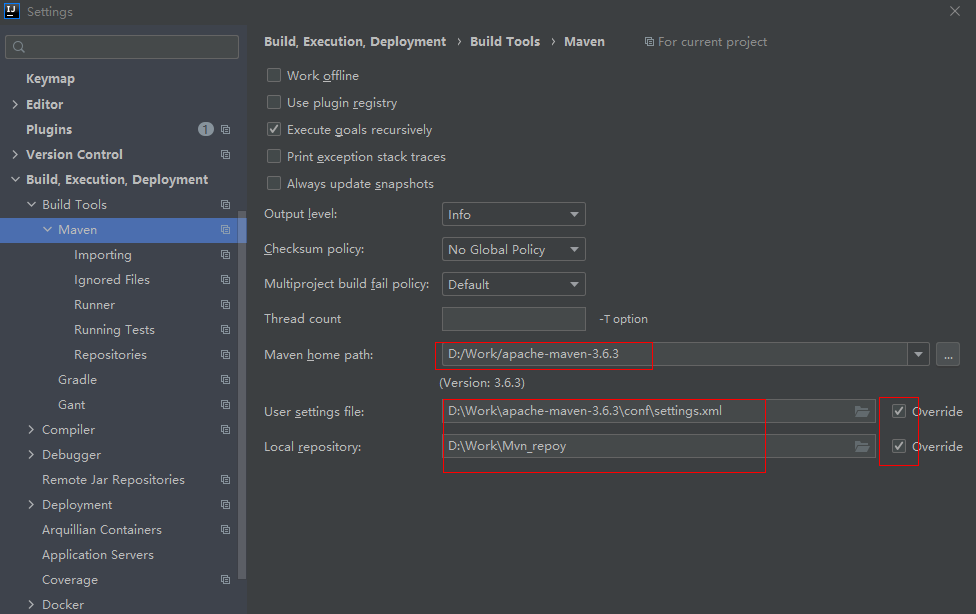 IJ Settings
Keymap
Editor
Plugins 1
Version Control
Build, Execution, Deployment
Build Tools
Maven
Importing
Ignored Files
Runner
Running Tests
Repositories
Gradle
Gant
Compiler
Debugger
Remote Jar Repositories
Deployment
Arquillian Containers
Application Servers
Coverage
Docker
Build, Execution, Deployment › Build Tools › Maven For current project
Work offline
Use plugin registry
Execute goals recursively
Print exception stack traces
Always update snapshots
Output level: Info
Checksum policy: No Global Policy
Multiproject build fail policy: Default
Thread count -T option
Maven home path: D:/Work/apache-maven-3.6.3 ...
(Version: 3.6.3)
User settings file: D:\Work\apache-maven-3.6.3\conf\settings.xml Override
Local repository: D:\Work\Mvn_repoy Override